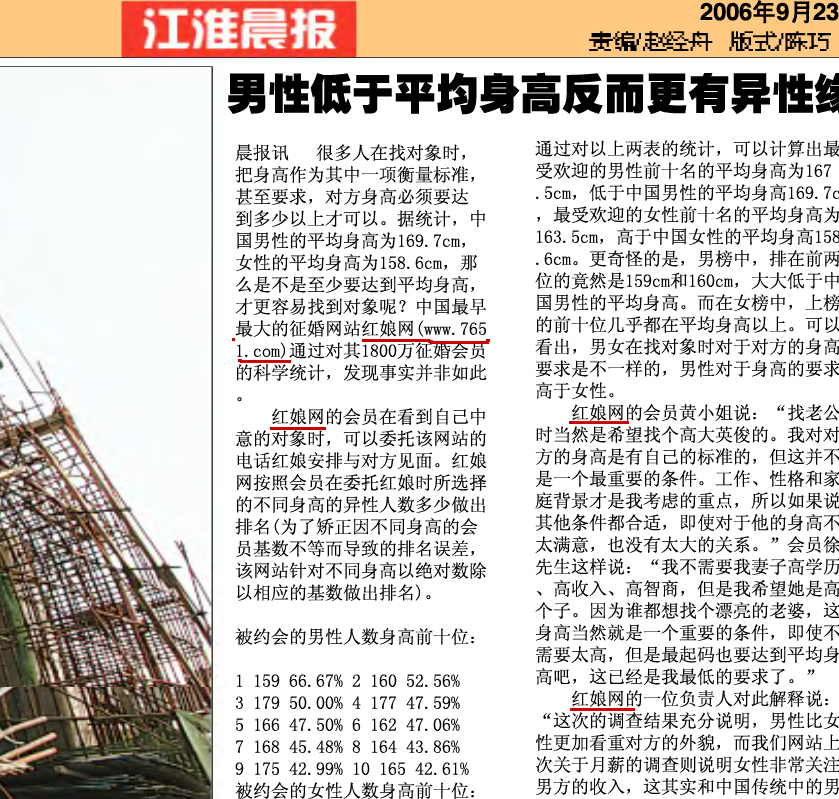 江淮晨报
2006年9月23
责编/赵经舟 版式/陈巧
男性低于平均身高反而更有异性缘
晨报讯 很多人在找对象时，
把身高作为其中一项衡量标准，
甚至要求，对方身高必须要达
到多少以上才可以。据统计，中
国男性的平均身高为169.7cm，
女性的平均身高为158.6cm，那
么是不是至少要达到平均身高，
才更容易找到对象呢？中国最早
最大的征婚网站红娘网(www.765
1.com)通过对其1800万征婚会员
的科学统计，发现事实并非如此
。
红娘网的会员在看到自己中
意的对象时，可以委托该网站的
电话红娘安排与对方见面。红娘
网按照会员在委托红娘时所选择
的不同身高的异性人数多少做出
排名(为了矫正因不同身高的会
员基数不等而导致的排名误差，
该网站针对不同身高以绝对数除
以相应的基数做出排名)。
被约会的男性人数身高前十位：
1 159 66.67% 2 160 52.56%
3 179 50.00% 4 177 47.59%
5 166 47.50% 6 162 47.06%
7 168 45.48% 8 164 43.86%
9 175 42.99% 10 165 42.61%
被约会的女性人数身高前十位：
通过对以上两表的统计，可以计算出最
受欢迎的男性前十名的平均身高为167
.5cm，低于中国男性的平均身高169.7c
，最受欢迎的女性前十名的平均身高为
163.5cm，高于中国女性的平均身高158
.6cm。更奇怪的是，男榜中，排在前两
位的竟然是159cm和160cm，大大低于中
国男性的平均身高。而在女榜中，上榜
的前十位几乎都在平均身高以上。可以
看出，男女在找对象时对于对方的身高
要求是不一样的，男性对于身高的要求
高于女性。
红娘网的会员黄小姐说：“找老公
时当然是希望找个高大英俊的。我对对
方的身高是有自己的标准的，但这并不
是一个最重要的条件。工作、性格和家
庭背景才是我考虑的重点，所以如果说
其他条件都合适，即使对于他的身高不
太满意，也没有太大的关系。”会员徐
先生这样说：“我不需要我妻子高学历
、高收入、高智商，但是我希望她是高
个子。因为谁都想找个漂亮的老婆，这
身高当然就是一个重要的条件，即使不
需要太高，但是最起码也要达到平均身
高吧，这已经是我最低的要求了。”
红娘网的一位负责人对此解释说：
“这次的调查结果充分说明，男性比女
性更加看重对方的外貌，而我们网站上
次关于月薪的调查则说明女性非常关注
男方的收入，这其实和中国传统中的男